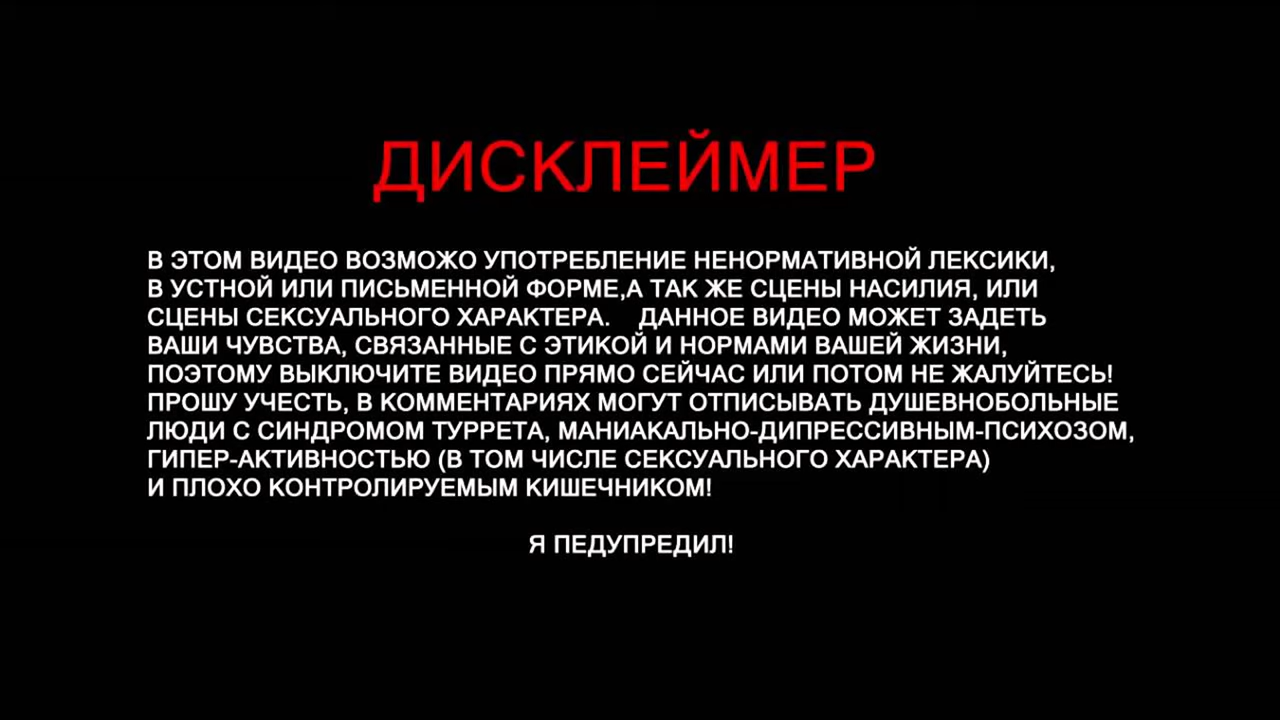 ДИСКЛЕЙМЕР
В ЭТОМ ВИДЕО ВОЗМОЖО УПОТРЕБЛЕНИЕ НЕНОРМАТИВНОЙ ЛЕКСИКИ,
В УСТНОЙ ИЛИ ПИСЬМЕННОЙ ФОРМЕ,А ТАК ЖЕ СЦЕНЫ НАСИЛИЯ, ИЛИ
СЦЕНЫ СЕКСУАЛЬНОГО ХАРАКТЕРА. ДАННОЕ ВИДЕО МОЖЕТ ЗАДЕТЬ
ВАШИ ЧУВСТВА, СВЯЗАННЫЕ С ЭТИКОЙ И НОРМАМИ ВАШЕЙ ЖИЗНИ,
ПОЭТОМУ ВЫКЛЮЧИТЕ ВИДЕО ПРЯМО СЕЙЧАС ИЛИ ПОТОМ НЕ ЖАЛУЙТЕСЬ!
ПРОШУ УЧЕСТЬ, В КОММЕНТАРИЯХ МОГУТ ОТПИСЫВАТЬ ДУШЕВНОБОЛЬНЫЕ
ЛЮДИ С СИНДРОМОМ ТУРРЕТА, МАНИАКАЛЬНО-ДИПРЕССИВНЫМ-ПСИХОЗОМ,
ГИПЕР-АКТИВНОСТЬЮ (В ТОМ ЧИСЛЕ СЕКСУАЛЬНОГО ХАРАКТЕРА)
И ПЛОХО КОНТРОЛИРУЕМЫМ КИШЕЧНИКОМ!
Я ПЕДУПРЕДИЛ!